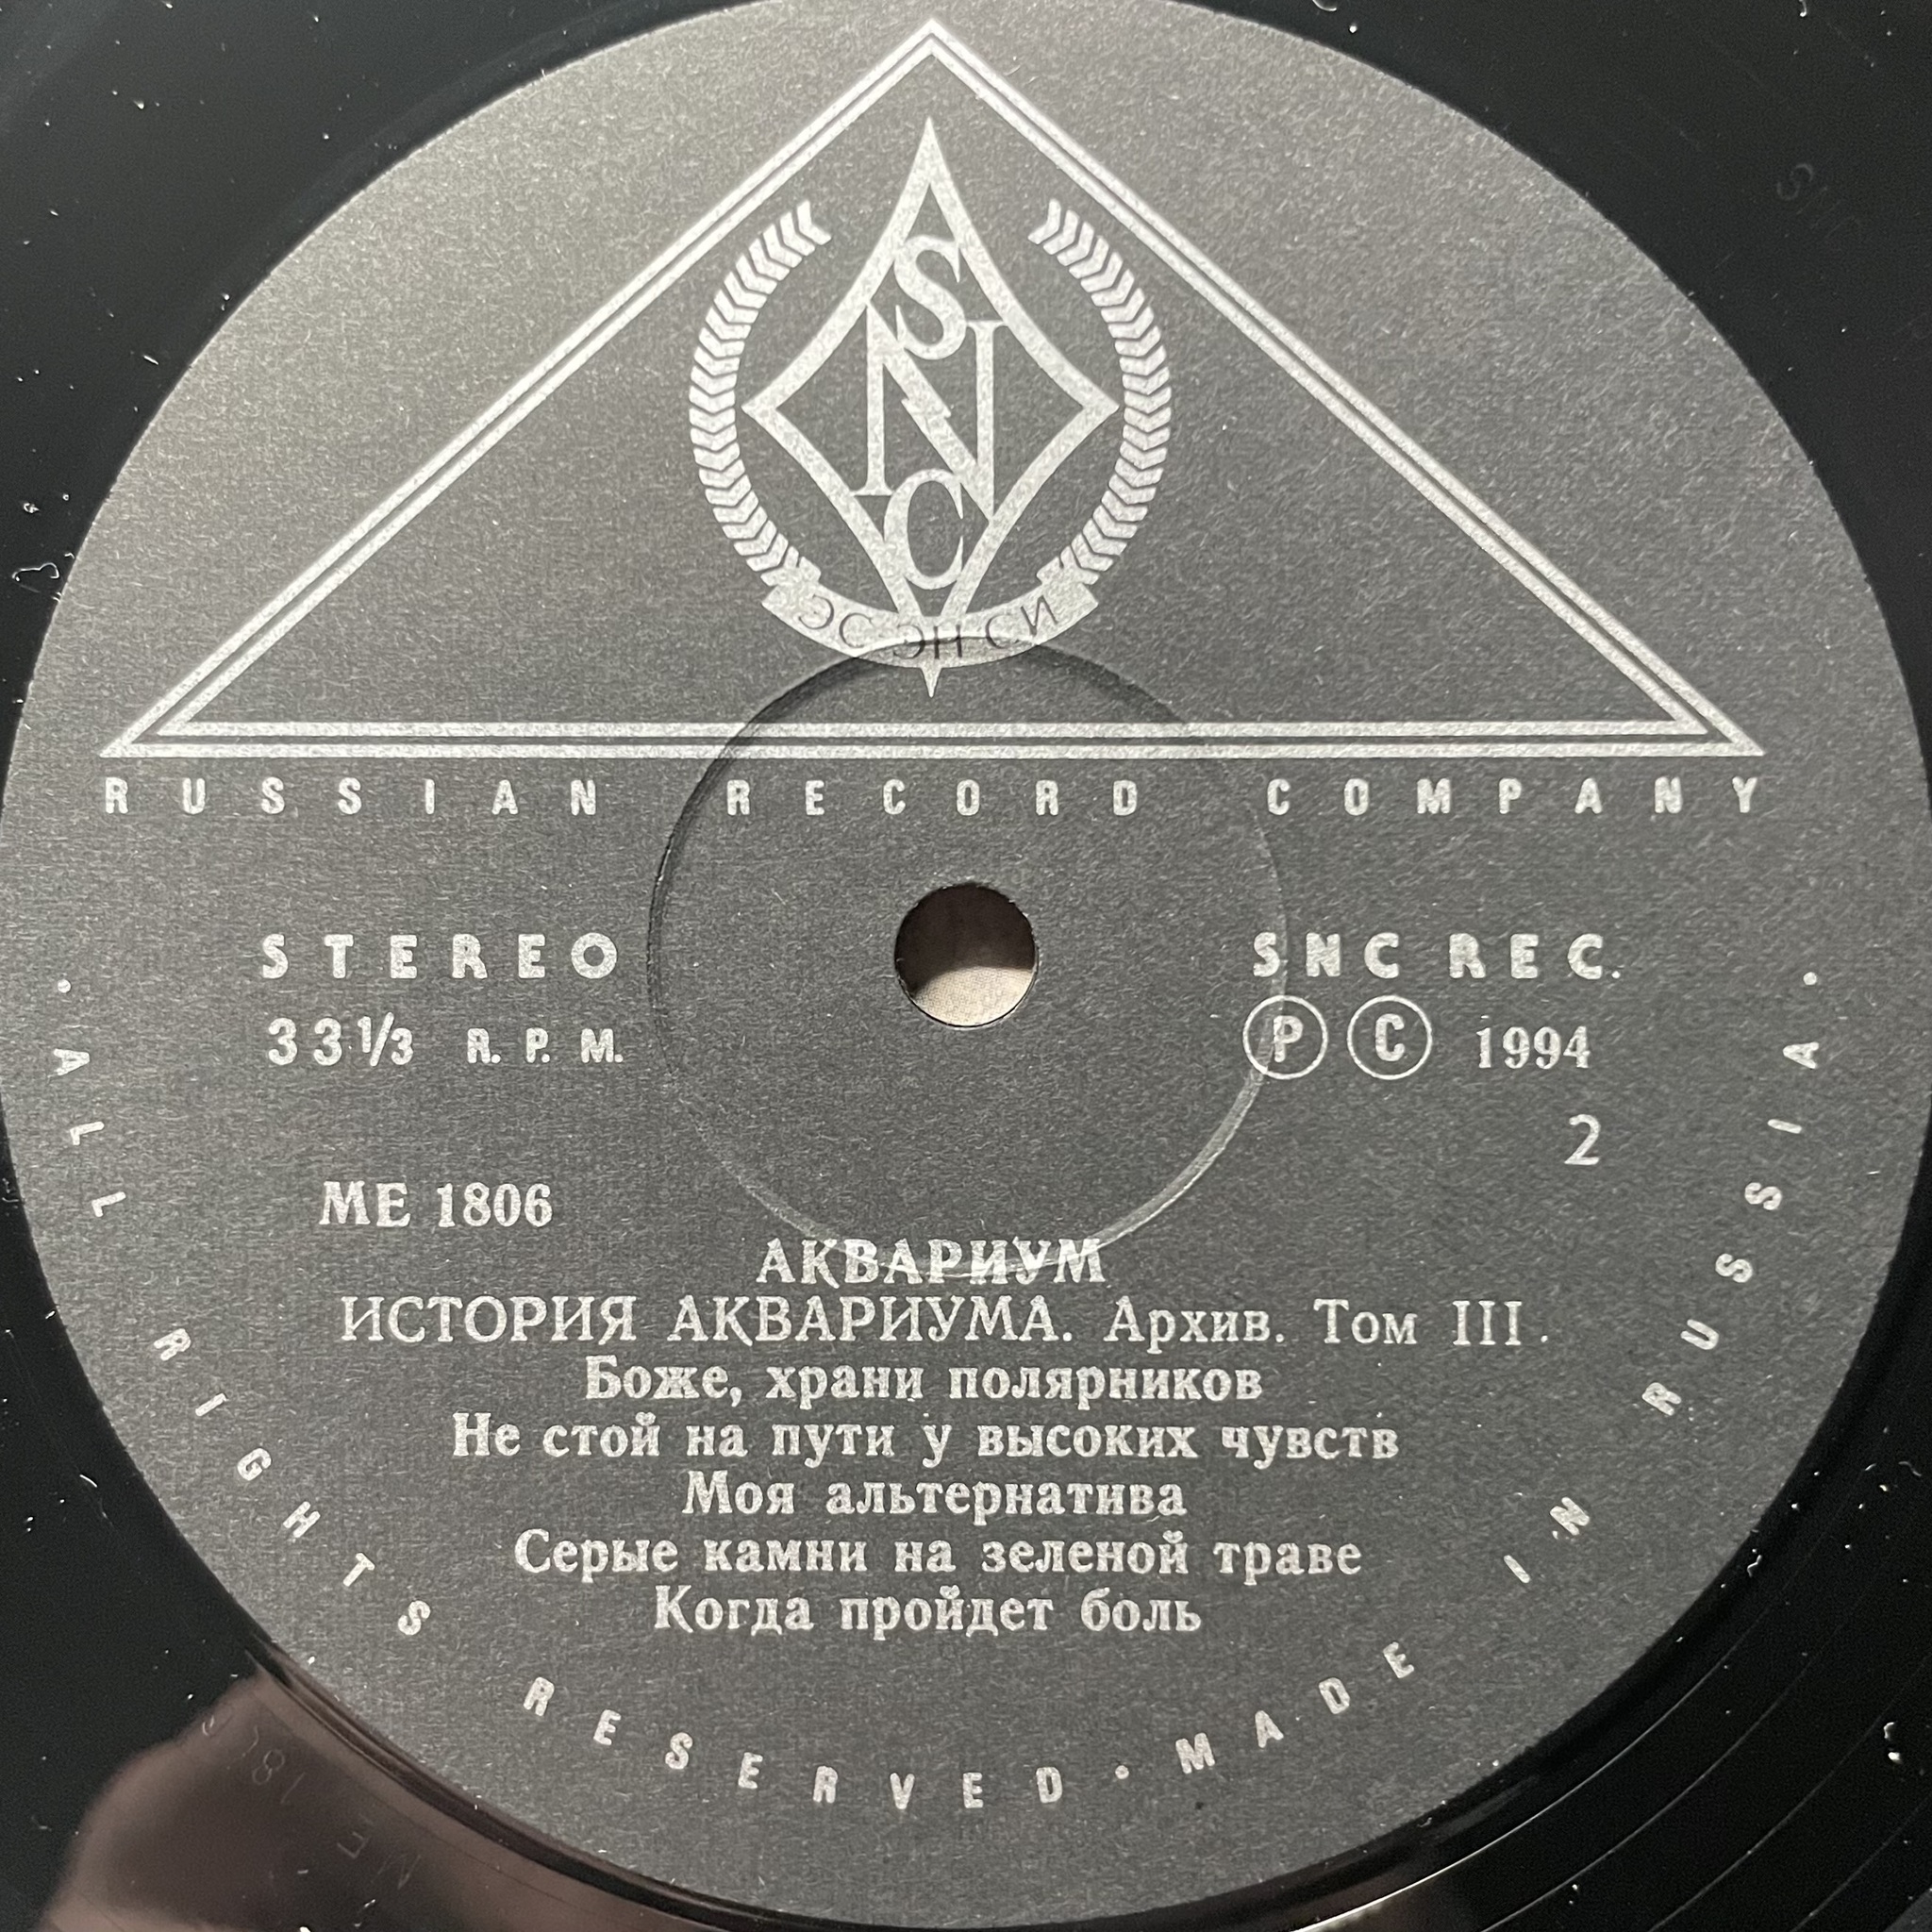 SNC
ЭС ЭН СИ
RUSSIAN RECORD COMPANY
STEREO
SNC REC.
33 1/3 R. P. M.
Ⓟ Ⓒ 1994
2
МЕ 1806
АКВАРИУМ
ИСТОРИЯ АКВАРИУМА. Архив. Том III.
Боже, храни полярников
Не стой на пути у высоких чувств
Моя альтернатива
Серые камни на зеленой траве
Когда пройдет боль
· ALL RIGHTS RESERVED · MADE IN RUSSIA ·